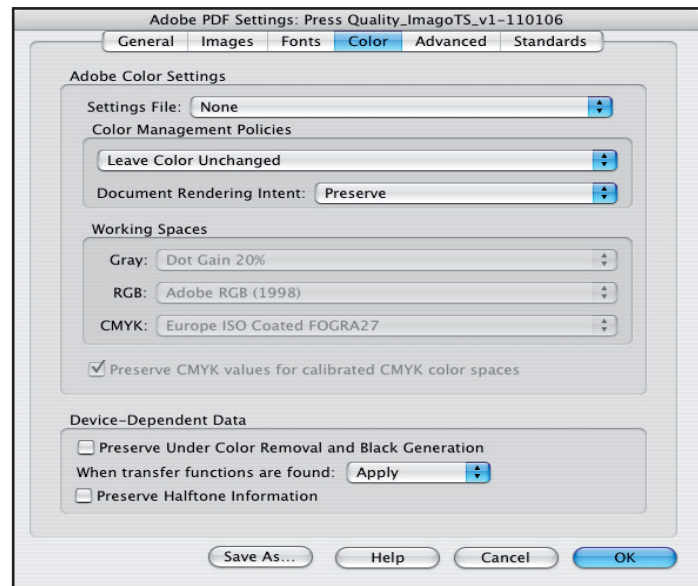 Adobe PDF Settings: Press Quality_ImagoTS_v1-110106
General Images Fonts Color Advanced Standards
Adobe Color Settings
Settings File: None
Color Management Policies
Leave Color Unchanged
Document Rendering Intent: Preserve
Working Spaces
Gray: Dot Gain 20%
RGB: Adobe RGB (1998)
CMYK: Europe ISO Coated FOGRA27
Preserve CMYK values for calibrated CMYK color spaces
Device-Dependent Data
Preserve Under Color Removal and Black Generation
When transfer functions are found: Apply
Preserve Halftone Information
Save As... Help Cancel OK